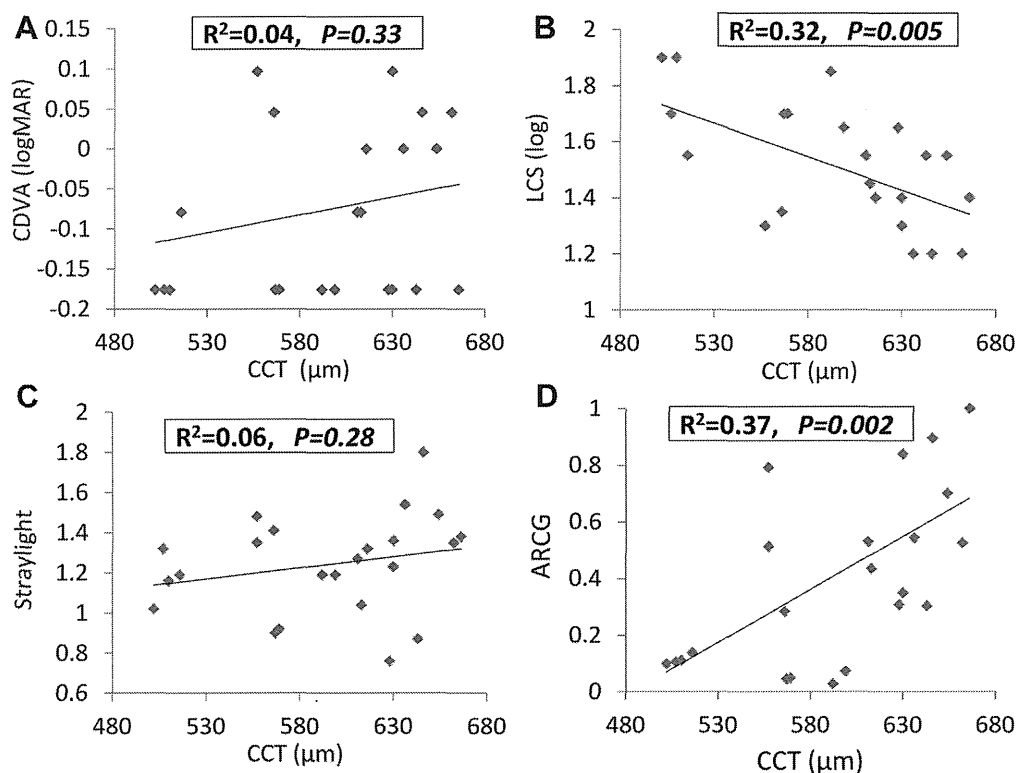 A
R²=0.04, P=0.33
CDVA (logMAR)
0.15
0.1
0.05
0
-0.05
-0.1
-0.15
-0.2
480 530 580 630 680
CCT (μm)
B
R²=0.32, P=0.005
LCS (log)
2
1.8
1.6
1.4
1.2
1
480 530 580 630 680
CCT (μm)
C
R²=0.06, P=0.28
Straylight
2
1.8
1.6
1.4
1.2
1
0.8
0.6
480 530 580 630 680
CCT (μm)
D
R²=0.37, P=0.002
ARCG
1
0.8
0.6
0.4
0.2
0
480 530 580 630 680
CCT (μm)